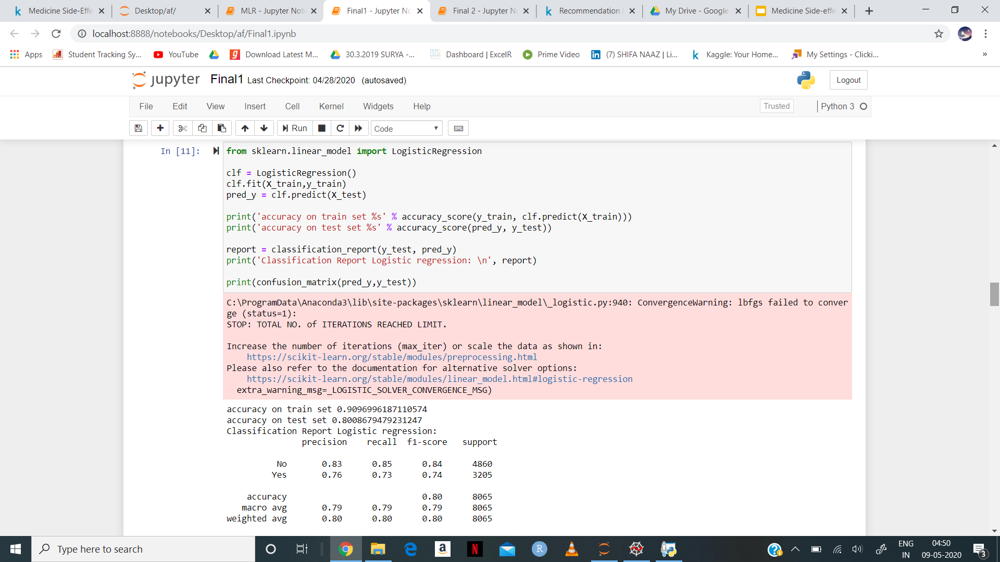 Medicine Side-Effe
Desktop/af/
MLR - Jupyter Not
Final1 - Jupyter No
Final 2 - Jupyter N
Recommendation
My Drive - Google
Medicine Side-effe
localhost:8888/notebooks/Desktop/af/Final1.ipynb
Apps
Student Tracking Sy...
YouTube
Download Latest M...
30.3.2019 SURYA -...
Dashboard | ExcelR
Prime Video
(7) SHIFA NAAZ | Li...
Kaggle: Your Home...
My Settings - Clicki...
»
jupyter Final1 Last Checkpoint: 04/28/2020 (autosaved)
Logout
File Edit View Insert Cell Kernel Widgets Help
Trusted
Python 3
Run
Code
In [11]:
from sklearn.linear_model import LogisticRegression
clf = LogisticRegression()
clf.fit(X_train,y_train)
pred_y = clf.predict(X_test)
print('accuracy on train set %s' % accuracy_score(y_train, clf.predict(X_train)))
print('accuracy on test set %s' % accuracy_score(pred_y, y_test))
report = classification_report(y_test, pred_y)
print('Classification Report Logistic regression: \n', report)
print(confusion_matrix(pred_y,y_test))
C:\ProgramData\Anaconda3\lib\site-packages\sklearn\linear_model\_logistic.py:940: ConvergenceWarning: lbfgs failed to conver
ge (status=1):
STOP: TOTAL NO. of ITERATIONS REACHED LIMIT.
Increase the number of iterations (max_iter) or scale the data as shown in:
https://scikit-learn.org/stable/modules/preprocessing.html
Please also refer to the documentation for alternative solver options:
https://scikit-learn.org/stable/modules/linear_model.html#logistic-regression
extra_warning_msg=_LOGISTIC_SOLVER_CONVERGENCE_MSG)
accuracy on train set 0.9096996187110574
accuracy on test set 0.8008679479231247
Classification Report Logistic regression:
precision recall f1-score support
No 0.83 0.85 0.84 4860
Yes 0.76 0.73 0.74 3205
accuracy 0.80 8065
macro avg 0.79 0.79 0.79 8065
weighted avg 0.80 0.80 0.80 8065
Type here to search
ENG
IN
04:50
09-05-2020
3